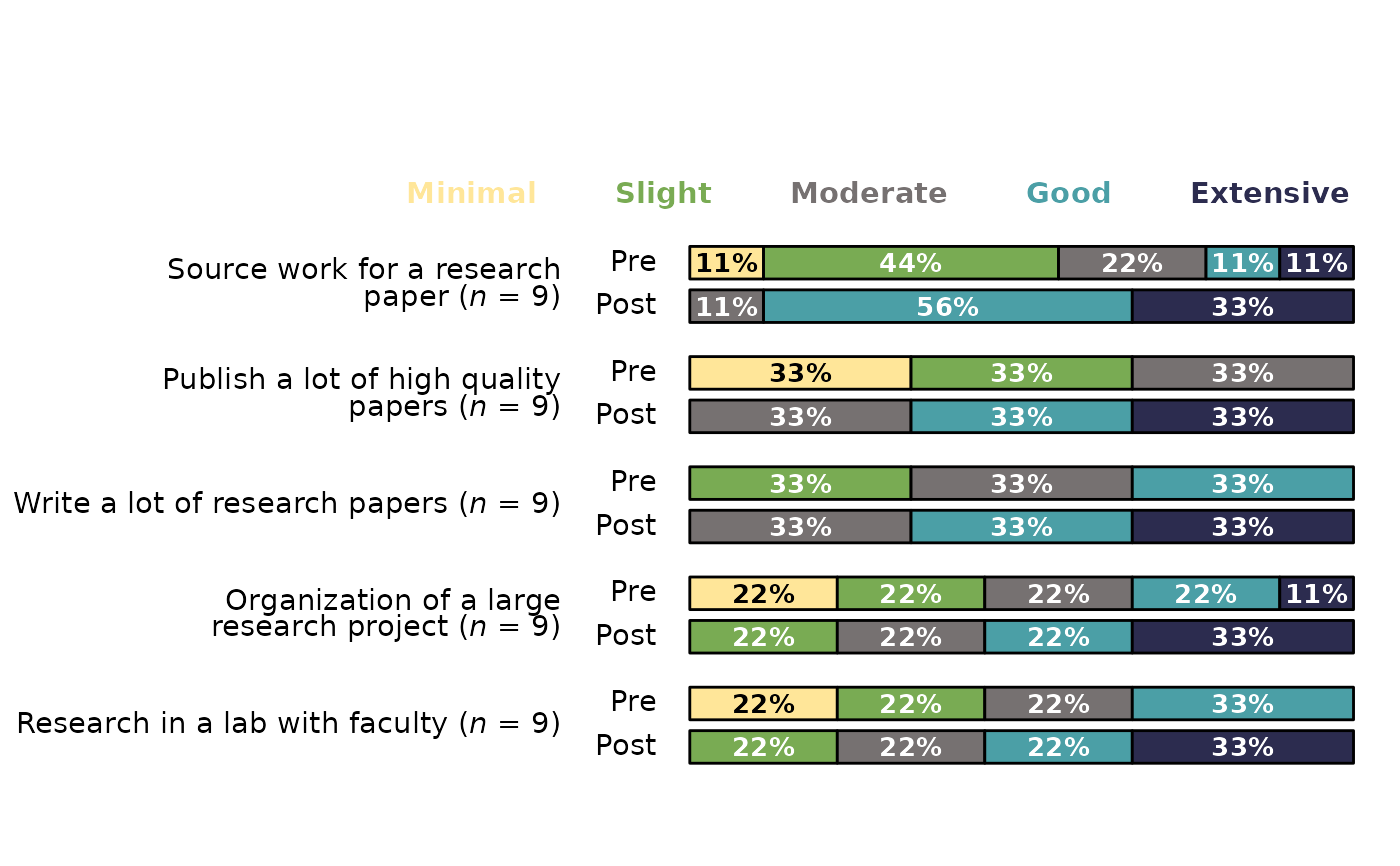 Minimal Slight Moderate Good Extensive
Source work for a research
paper (n = 9)
Pre 11% 44% 22% 11% 11%
Post 11% 56% 33%
Publish a lot of high quality
papers (n = 9)
Pre 33% 33% 33%
Post 33% 33% 33%
Write a lot of research papers (n = 9)
Pre 33% 33% 33%
Post 33% 33% 33%
Organization of a large
research project (n = 9)
Pre 22% 22% 22% 22% 11%
Post 22% 22% 22% 33%
Research in a lab with faculty (n = 9)
Pre 22% 22% 22% 33%
Post 22% 22% 22% 33%